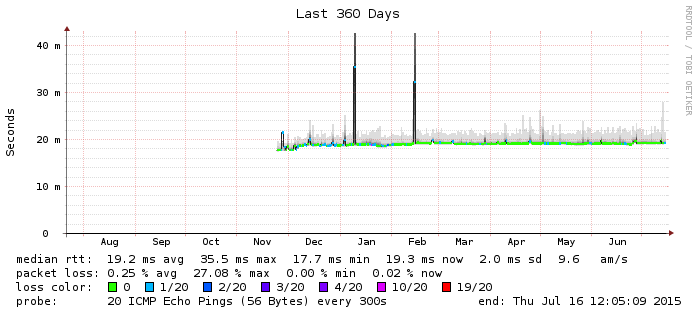 Last 360 Days
RRDTOOL / TOBI OETIKER
Seconds
40 m
30 m
20 m
10 m
0
Aug Sep Oct Nov Dec Jan Feb Mar Apr May Jun
median rtt: 19.2 ms avg 35.5 ms max 17.7 ms min 19.3 ms now 2.0 ms sd 9.6 am/s
packet loss: 0.25 % avg 27.08 % max 0.00 % min 0.02 % now
loss color: 0 1/20 2/20 3/20 4/20 10/20 19/20
probe: 20 ICMP Echo Pings (56 Bytes) every 300s end: Thu Jul 16 12:05:09 2015